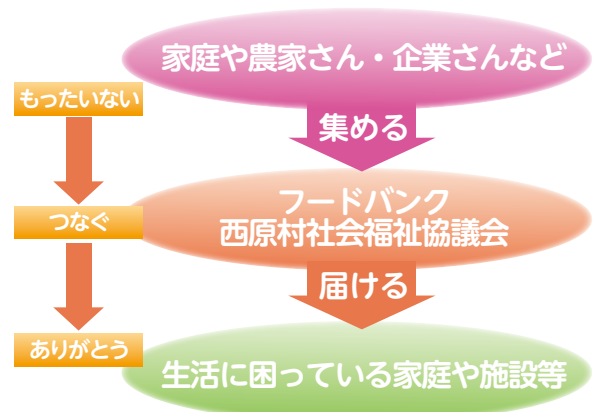 家庭や農家さん・企業さんなど
もったいない
集める
フードバンク
西原村社会福祉協議会
つなぐ
届ける
ありがとう
生活に困っている家庭や施設等